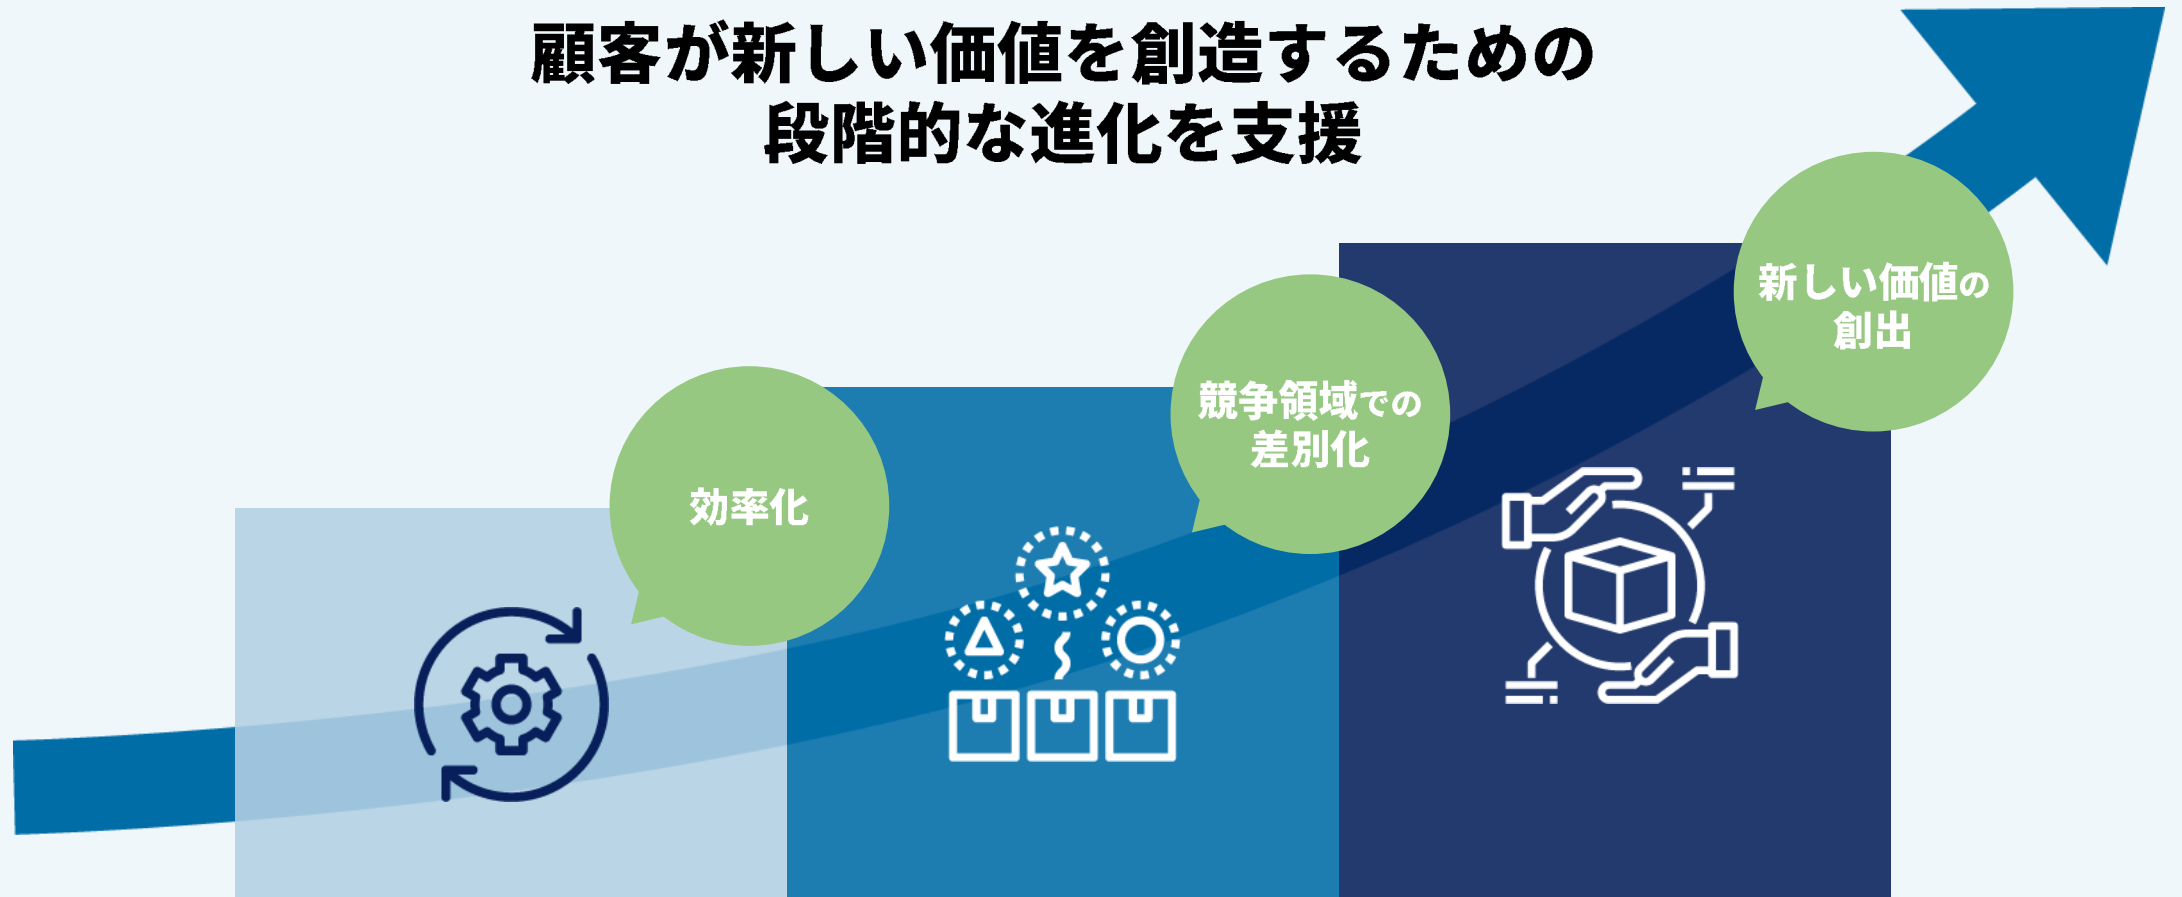 顧客が新しい価値を創造するための
段階的な進化を支援
効率化
競争領域での
差別化
新しい価値の
創出